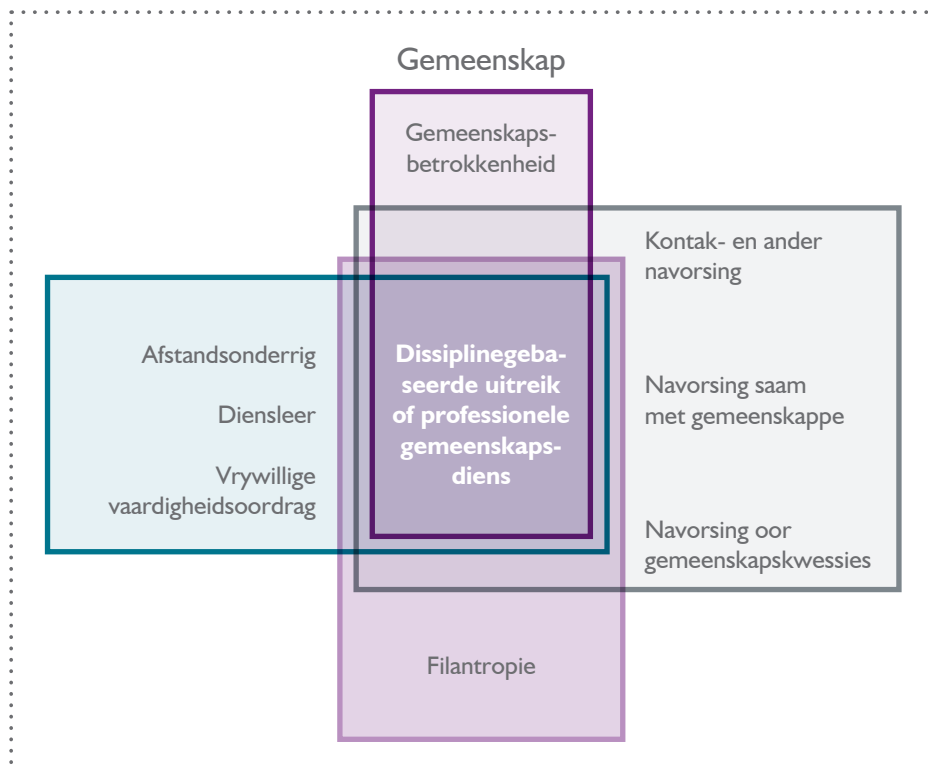 Gemeenskap
Gemeenskaps-
betrokkenheid
Kontak- en ander
navorsing
Afstandsonderrig
Diensleer
Vrywillige
vaardigheidsoordrag
Dissiplinegeba-
seerde uitreik
of professionele
gemeenskaps-
diens
Navorsing saam
met gemeenskappe
Navorsing oor
gemeenskapskwessies
Filantropie